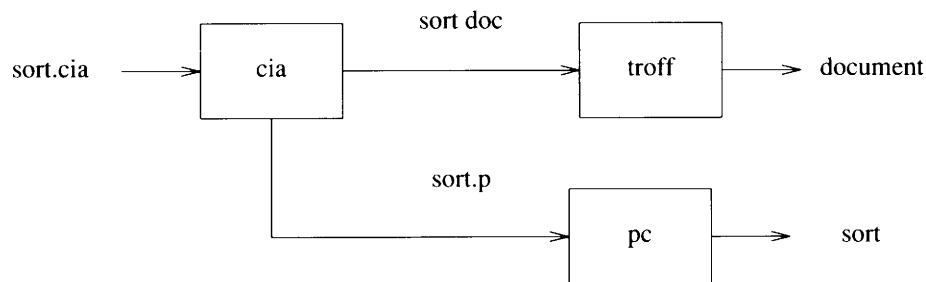 sort doc
sort.cia
cia
troff
document
sort.p
pc
sort